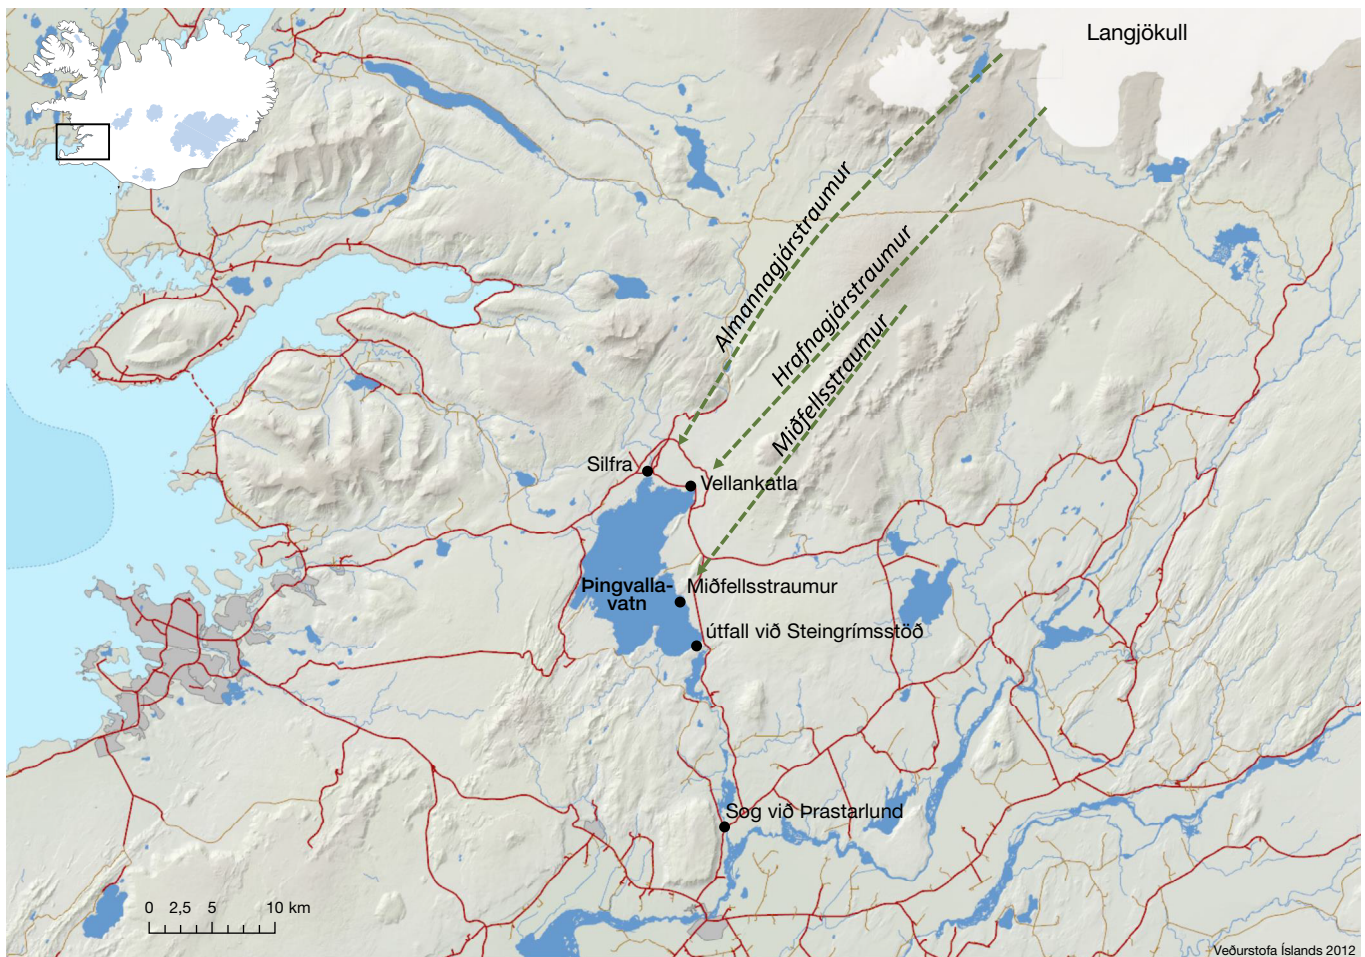 Langjökull
Almannagjárstraumur
Hrafnagjárstraumur
Miðfellsstraumur
Silfra
Vellankatla
Þingvalla-
vatn
Miðfellsstraumur
útfall við Steingrímsstöð
Sog við Þrastarlund
0 2,5 5 10 km
Veðurstofa Íslands 2012